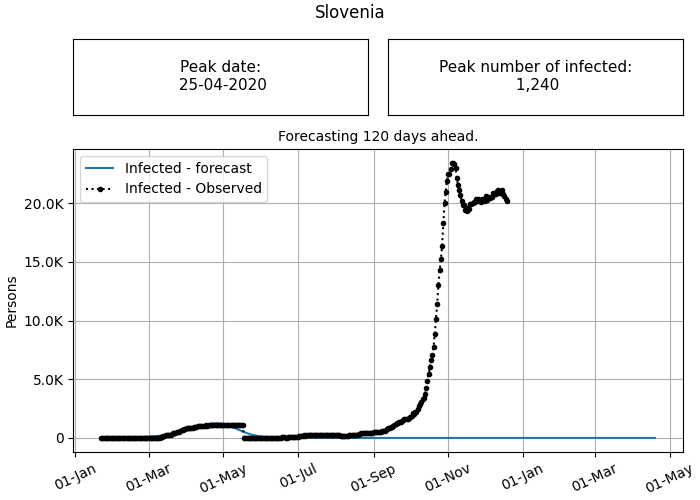 Slovenia
Peak date:
25-04-2020
Peak number of infected:
1,240
Forecasting 120 days ahead.
Infected - forecast
Infected - Observed
20.0K
15.0K
10.0K
5.0K
0
Persons
01-Jan
01-Mar
01-May
01-Jul
01-Sep
01-Nov
01-Jan
01-Mar
01-May